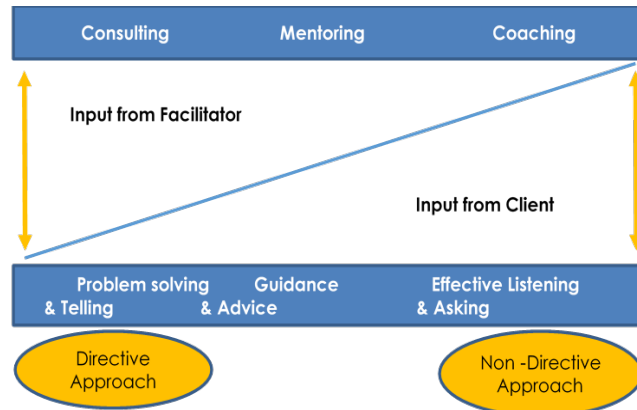 Consulting Mentoring Coaching
Input from Facilitator
Input from Client
Problem solving Guidance Effective Listening
& Telling & Advice & Asking
Directive
Approach
Non -Directive
Approach